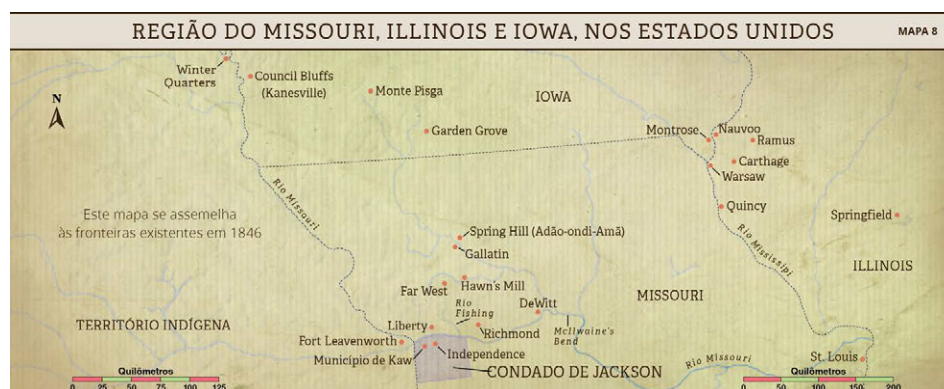 REGIÃO DO MISSOURI, ILLINOIS E IOWA, NOS ESTADOS UNIDOS
MAPA 8
Winter
Quarters
Council Bluffs
(Kanesville)
Monte Pisga
IOWA
N
Garden Grove
Montrose
Nauvoo
Ramus
Carthage
Warsaw
Rio Missouri
Este mapa se assemelha
às fronteiras existentes em 1846
Quincy
Springfield
Spring Hill (Adão-ondi-Amã)
Gallatin
Rio Mississipi
ILLINOIS
Far West
Hawn's Mill
MISSOURI
Rio
Fishing
DeWitt
TERRITÓRIO INDÍGENA
Liberty
Richmond
McIlwaine's
Bend
Fort Leavenworth
Município de Kaw
Independence
CONDADO DE JACKSON
Rio Missouri
St. Louis
Quilômetros
0 25 50 75 100 125
Quilômetros
0 50 100 150 200